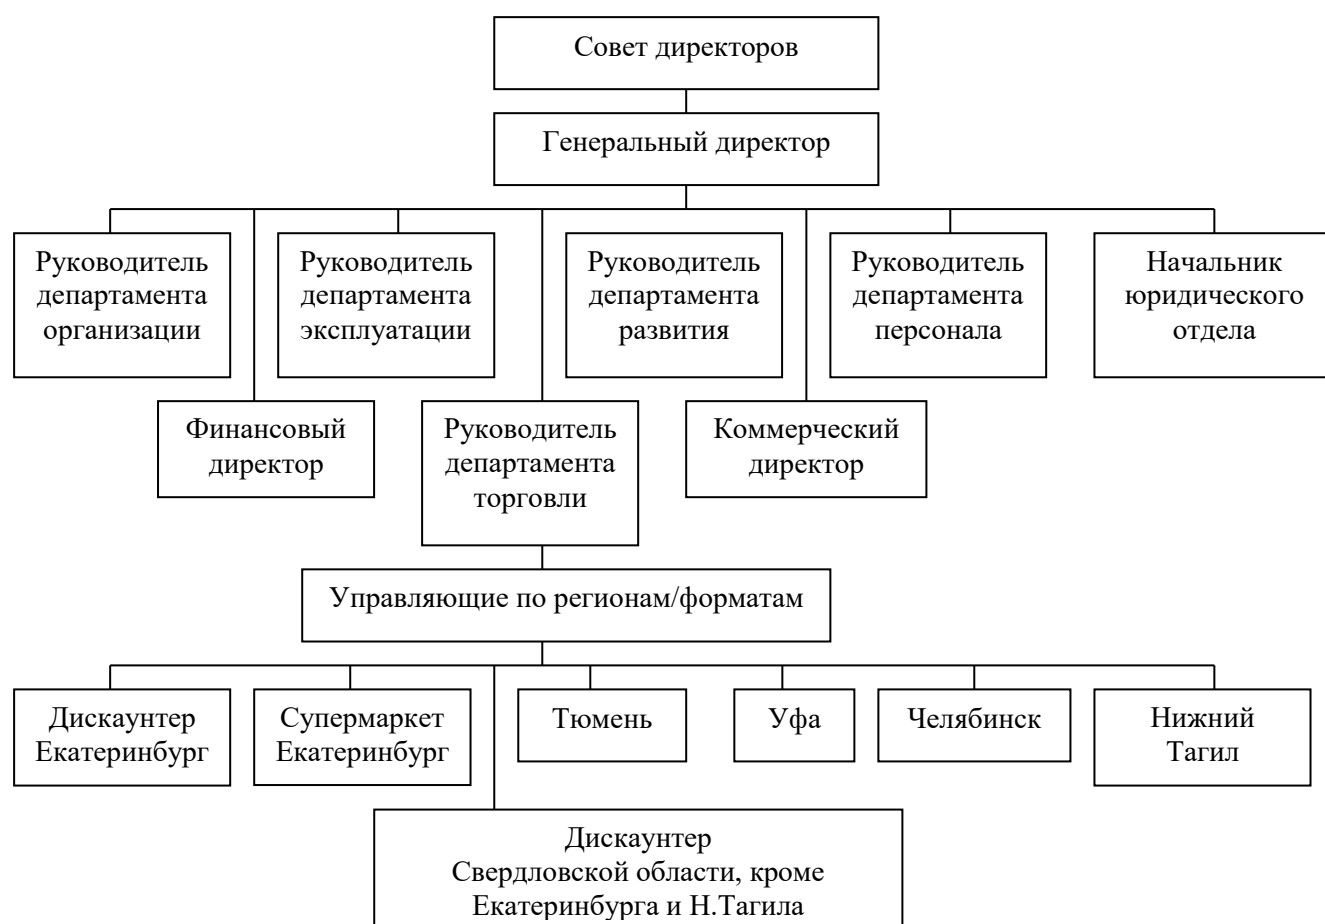 Совет директоров
Генеральный директор
Руководитель
департамента
организации
Руководитель
департамента
эксплуатации
Руководитель
департамента
развития
Руководитель
департамента
персонала
Начальник
юридического
отдела
Финансовый
директор
Руководитель
департамента
торговли
Коммерческий
директор
Управляющие по регионам/форматам
Дискаунтер
Екатеринбург
Супермаркет
Екатеринбург
Тюмень
Уфа
Челябинск
Нижний
Тагил
Дискаунтер
Свердловской области, кроме
Екатеринбурга и Н.Тагила